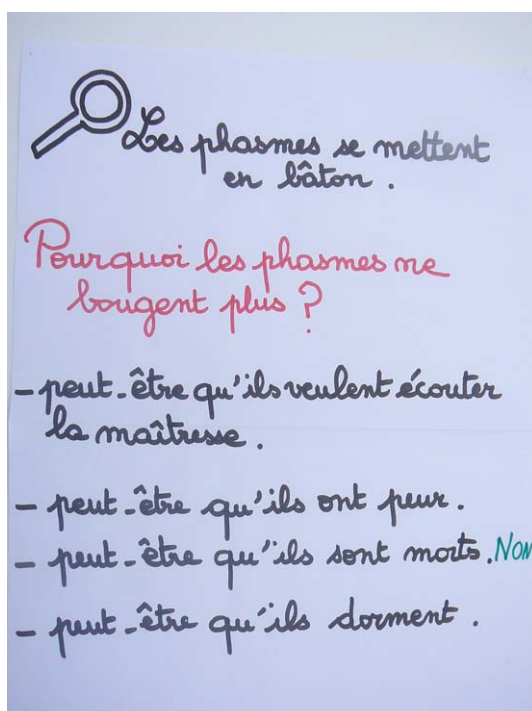 Les phasmes se mettent
en bâton.
Pourquoi les phasmes ne
bougent plus ?
- peut-être qu'ils veulent écouter
la maîtresse.
- peut-être qu'ils ont peur.
- peut-être qu'ils sont morts. NON
- peut-être qu'ils dorment.